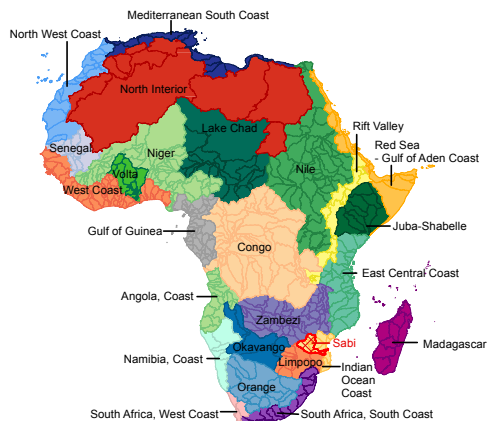 Mediterranean South Coast
North West Coast
North Interior
Lake Chad
Rift Valley
Red Sea
- Gulf of Aden Coast
Senegal
Niger
Nile
Volta
West Coast
Juba-Shabelle
Gulf of Guinea
Congo
East Central Coast
Angola, Coast
Zambezi
Sabi
Madagascar
Okavango
Namibia, Coast
Limpopo
Indian
Ocean
Coast
Orange
South Africa, West Coast
South Africa, South Coast